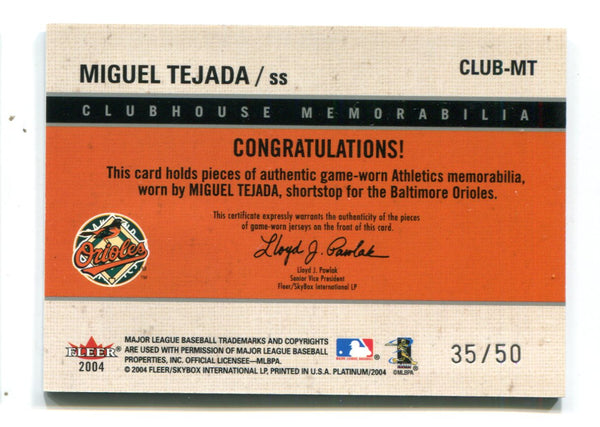 MIGUEL TEJADA / ss
CLUB-MT
CLUBHOUSE MEMORABILIA
CONGRATULATIONS!
This card holds pieces of authentic game-worn Athletics memorabilia,
worn by MIGUEL TEJADA, shortstop for the Baltimore Orioles.
This certificate expressly warrants the authenticity of the pieces
of game-worn jerseys on the front of this card.
Lloyd J. Pawlak
Lloyd J. Pawlak
Senior Vice President
Fleer/SkyBox International LP
Orioles
FLEER
2004
MAJOR LEAGUE BASEBALL TRADEMARKS AND COPYRIGHTS
ARE USED WITH PERMISSION OF MAJOR LEAGUE BASEBALL
PROPERTIES, INC. OFFICIAL LICENSEE—MLBPA.
© 2004 FLEER/SKYBOX INTERNATIONAL LP, PRINTED IN U.S.A. PLATINUM/2004
©MLBPA
35/50